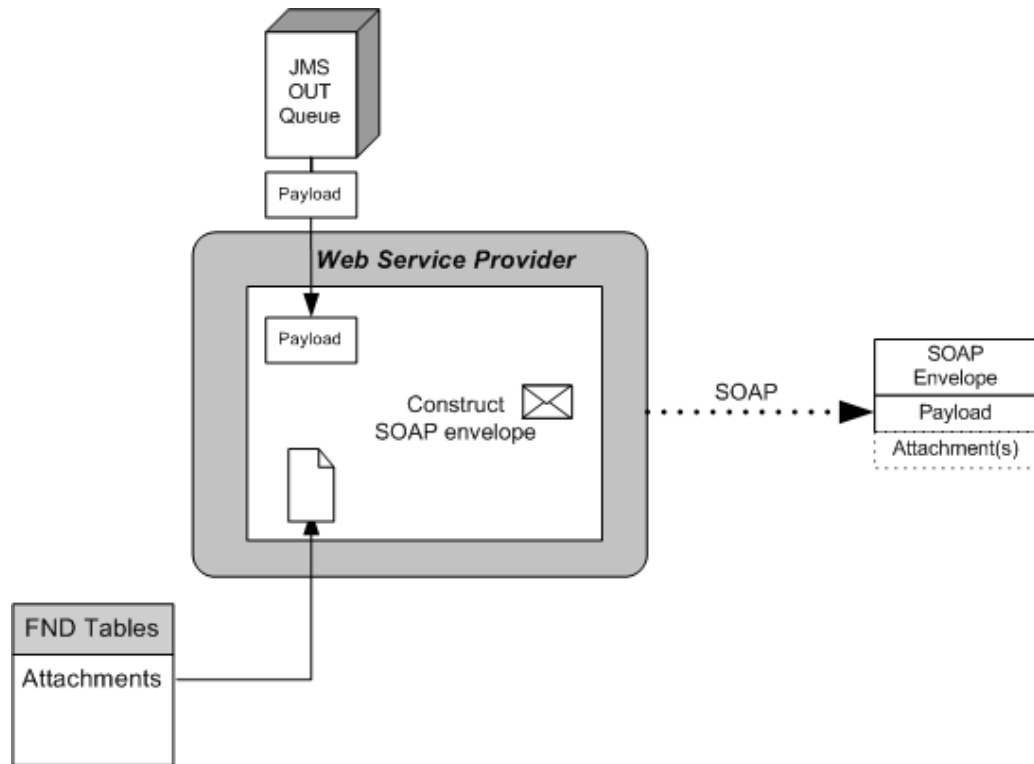 JMS
OUT
Queue
Payload
Web Service Provider
Payload
Construct
SOAP envelope
SOAP
SOAP
Envelope
Payload
Attachment(s)
FND Tables
Attachments